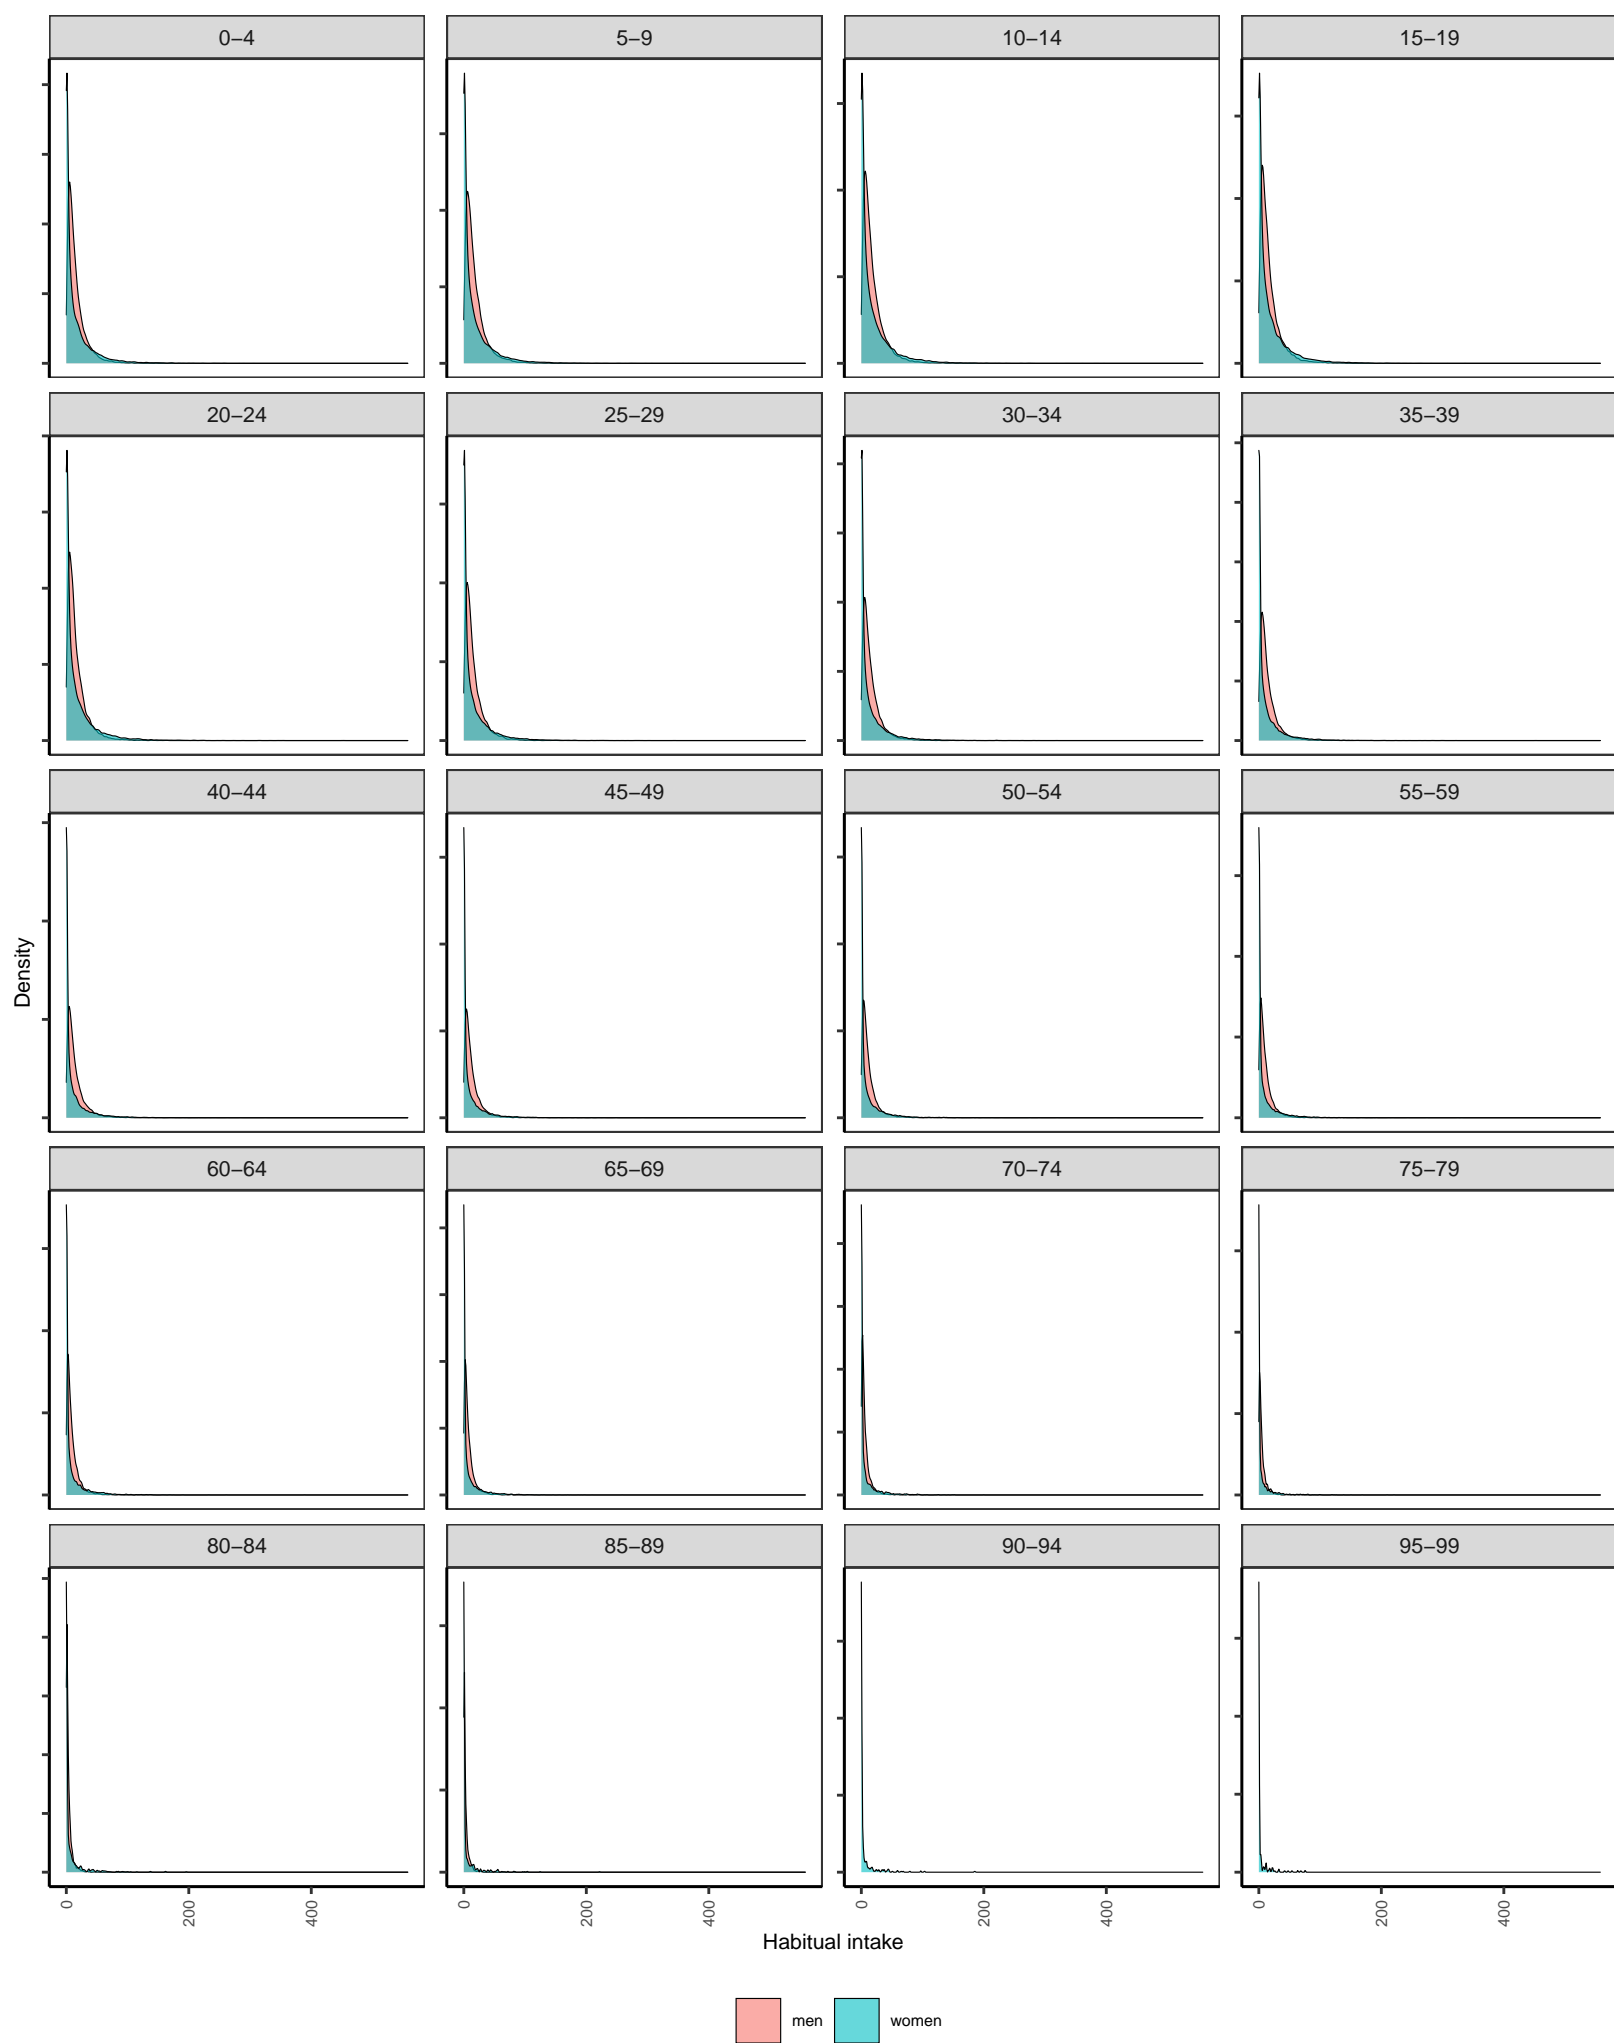 0–4 5–9 10–14 15–19
20–24 25–29 30–34 35–39
40–44 45–49 50–54 55–59
Density
60–64 65–69 70–74 75–79
80–84 85–89 90–94 95–99
0 200 400 0 200 400 0 200 400 0 200 400
Habitual intake
men women